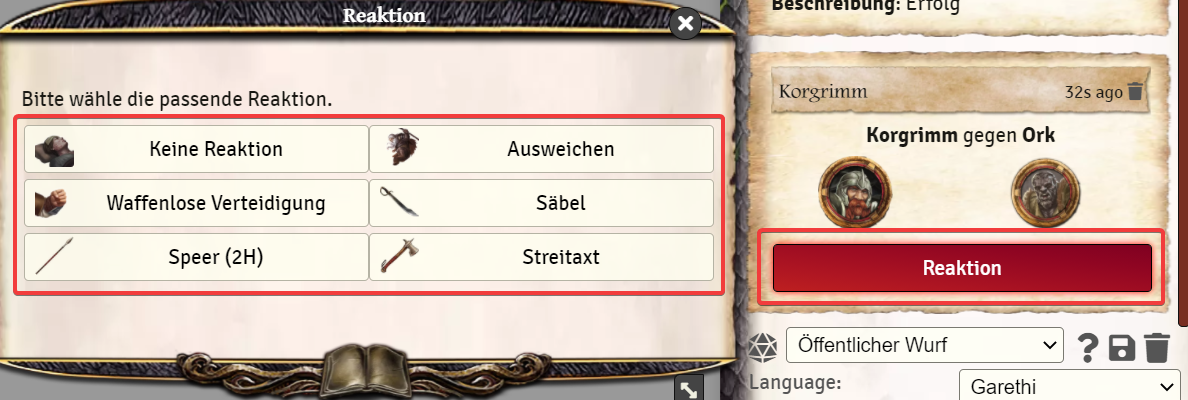 Reaktion
Bitte wähle die passende Reaktion.
Keine Reaktion
Ausweichen
Waffenlose Verteidigung
Säbel
Speer (2H)
Streitaxt
Beschreibung: Erfolg
Korgrimm
32s ago
Korgrimm gegen Ork
Reaktion
Öffentlicher Wurf
Language:
Garethi